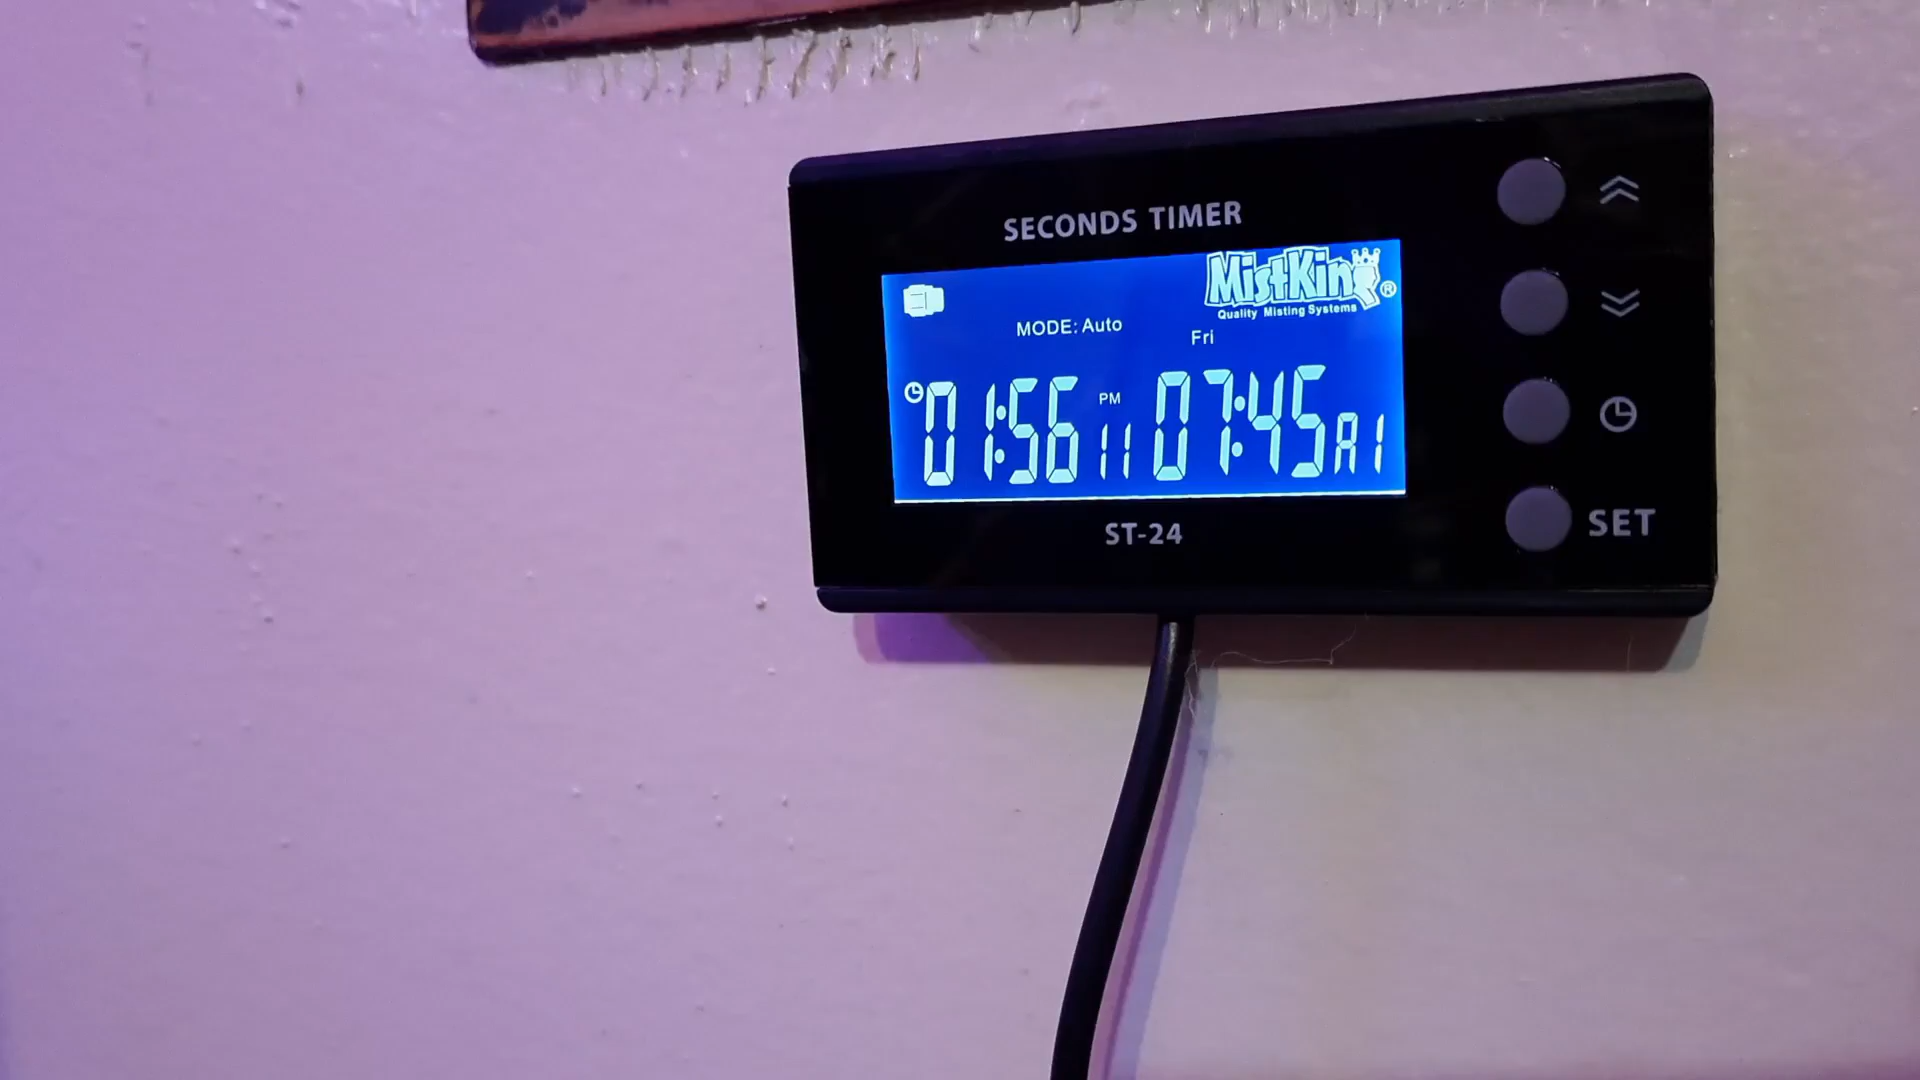 SECONDS TIMER
MistKing®
Quality Misting Systems
MODE: Auto
Fri
01:56 PM 11 07:45 A1
ST-24
SET